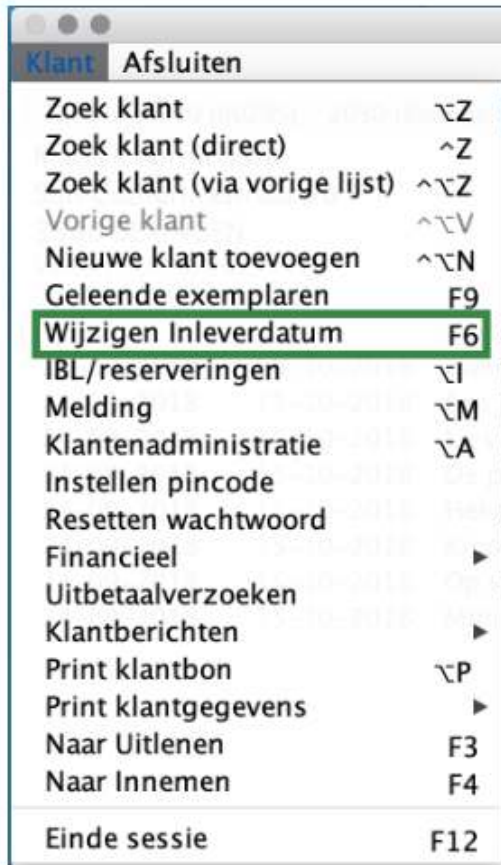 Klant Afsluiten
Zoek klant ⌥Z
Zoek klant (direct) ^Z
Zoek klant (via vorige lijst) ^⌥Z
Vorige klant ^⌥V
Nieuwe klant toevoegen ^⌥N
Geleende exemplaren F9
Wijzigen Inleverdatum F6
IBL/reserveringen ⌥I
Melding ⌥M
Klantenadministratie ⌥A
Instellen pincode
Resetten wachtwoord
Financieel ▶
Uitbetaalverzoeken
Klantberichten ▶
Print klantbon ⌥P
Print klantgegevens ▶
Naar Uitlenen F3
Naar Innemen F4
Einde sessie F12